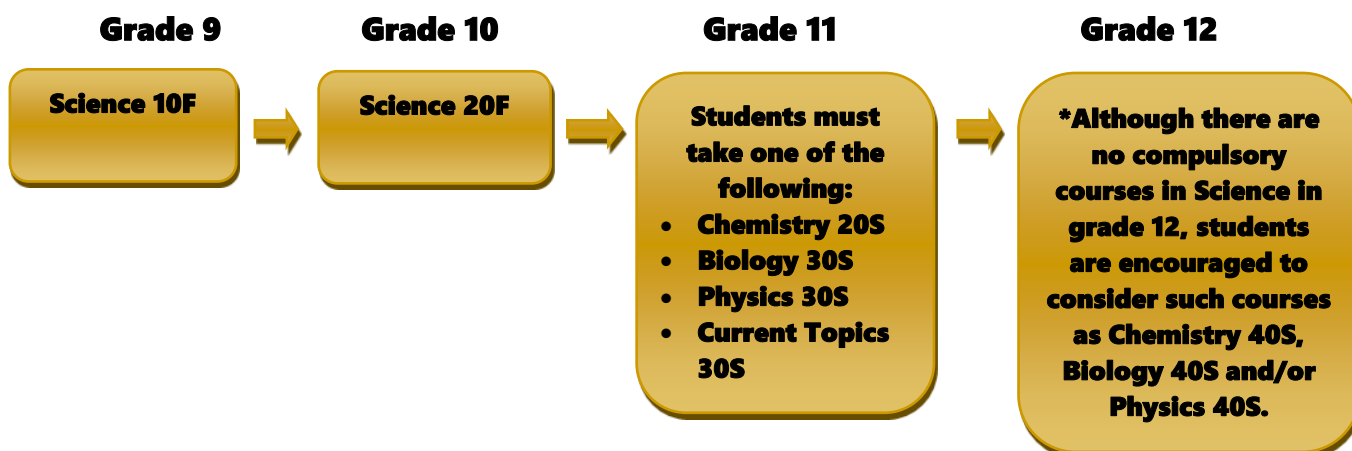 Grade 9
Grade 10
Grade 11
Grade 12
Science 10F
Science 20F
Students must
take one of the
following:
• Chemistry 20S
• Biology 30S
• Physics 30S
• Current Topics
30S
*Although there are
no compulsory
courses in Science in
grade 12, students
are encouraged to
consider such courses
as Chemistry 40S,
Biology 40S and/or
Physics 40S.